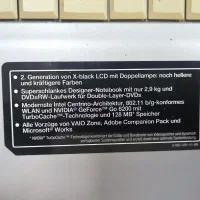 • 2. Generation von X-black LCD mit Doppellampe: noch hellere
und kräftigere Farben
• Superschlankes Designer-Notebook mit nur 2,9 kg und
DVD±RW-Laufwerk für Double-Layer-DVDs
• Modernste Intel Centrino-Architektur, 802.11 b/g-konformes
WLAN und NVIDIA® GeForce Go 6200 mit
TurboCache™-Technologie und 128 MB* Speicher
• Alle Vorzüge von VAIO Zone, Adobe Companion Pack und
Microsoft® Works